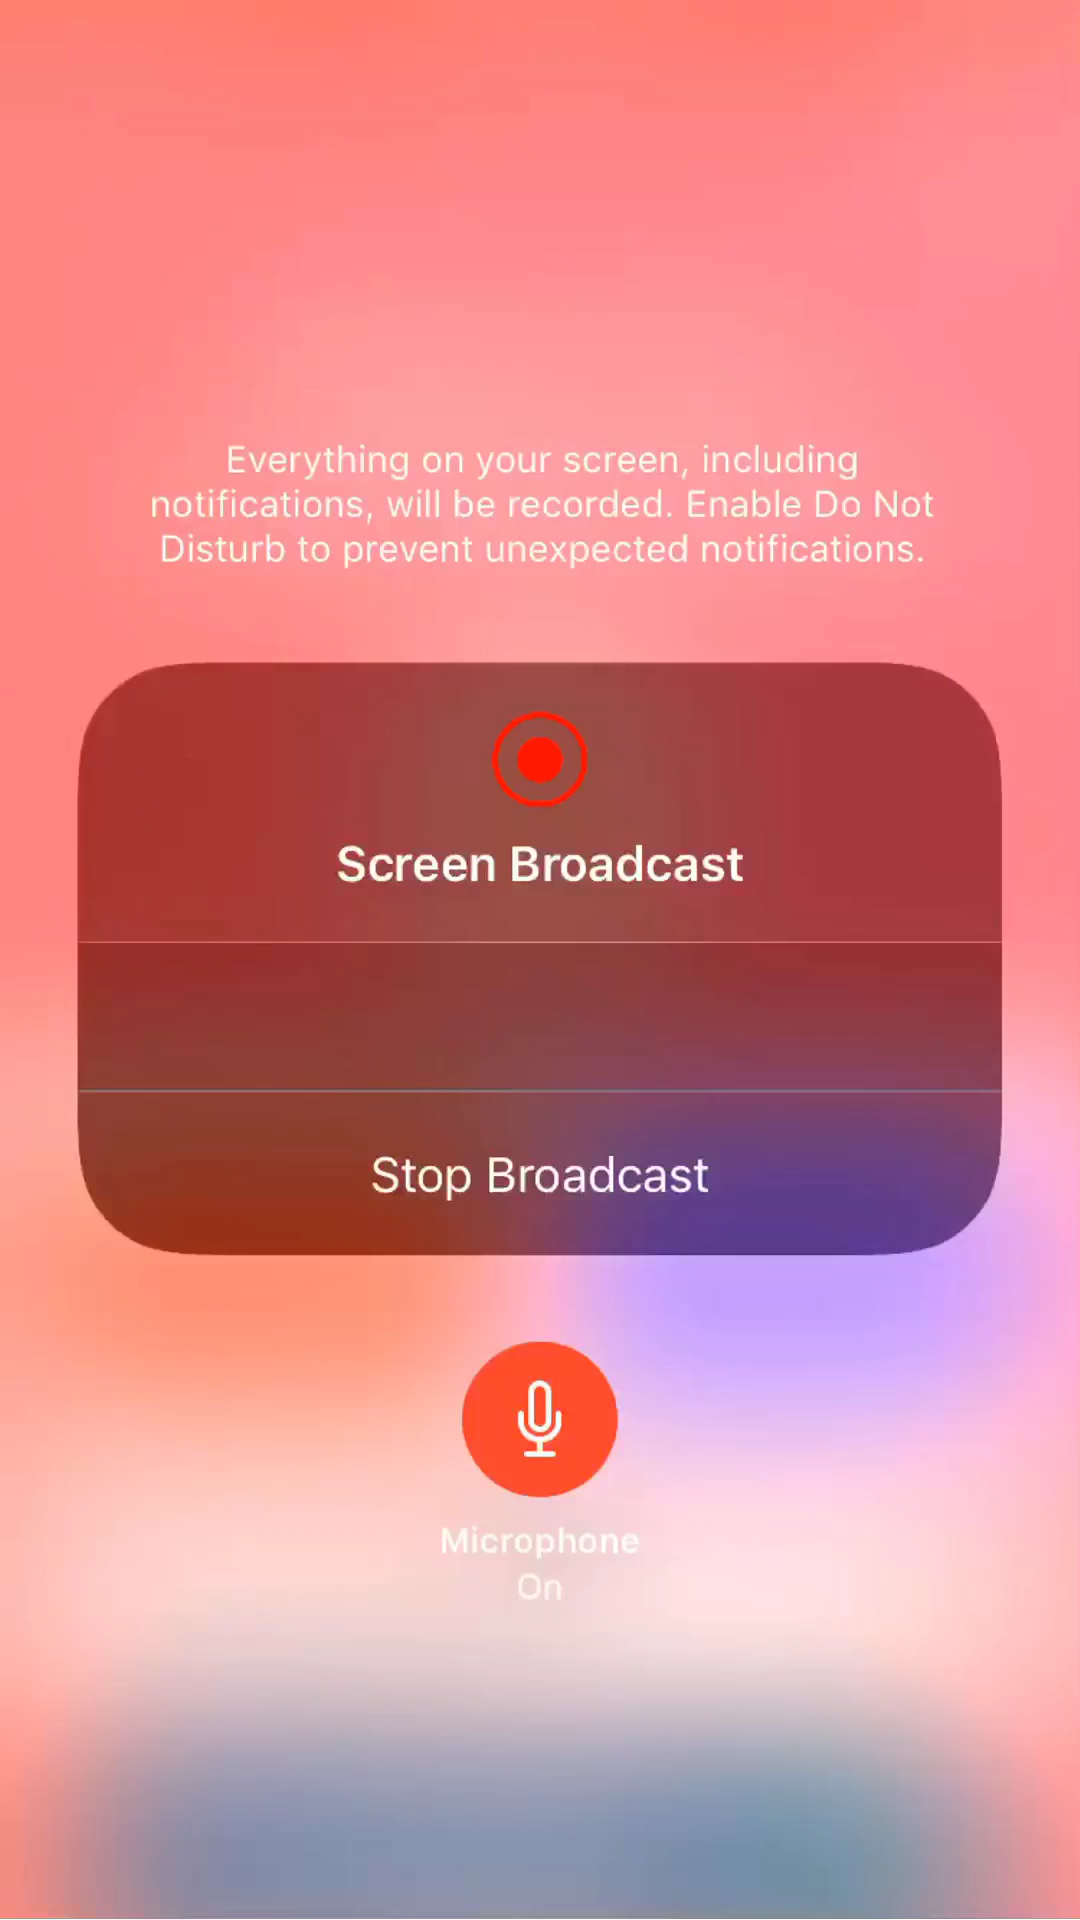 Everything on your screen, including
notifications, will be recorded. Enable Do Not
Disturb to prevent unexpected notifications.
Screen Broadcast
Stop Broadcast
Microphone
On